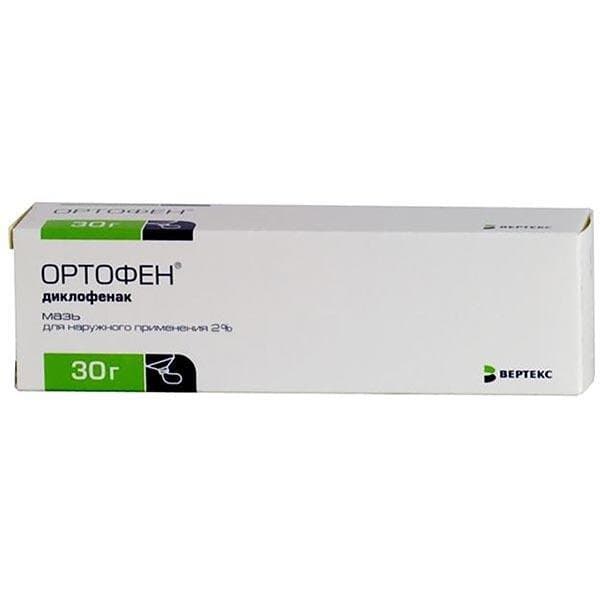 ОРТОФЕН®
30г
ВЕРТЕКС
ОРТОФЕН®
диклофенак
мазь
для наружного применения 2%
30г
ВЕРТЕКС